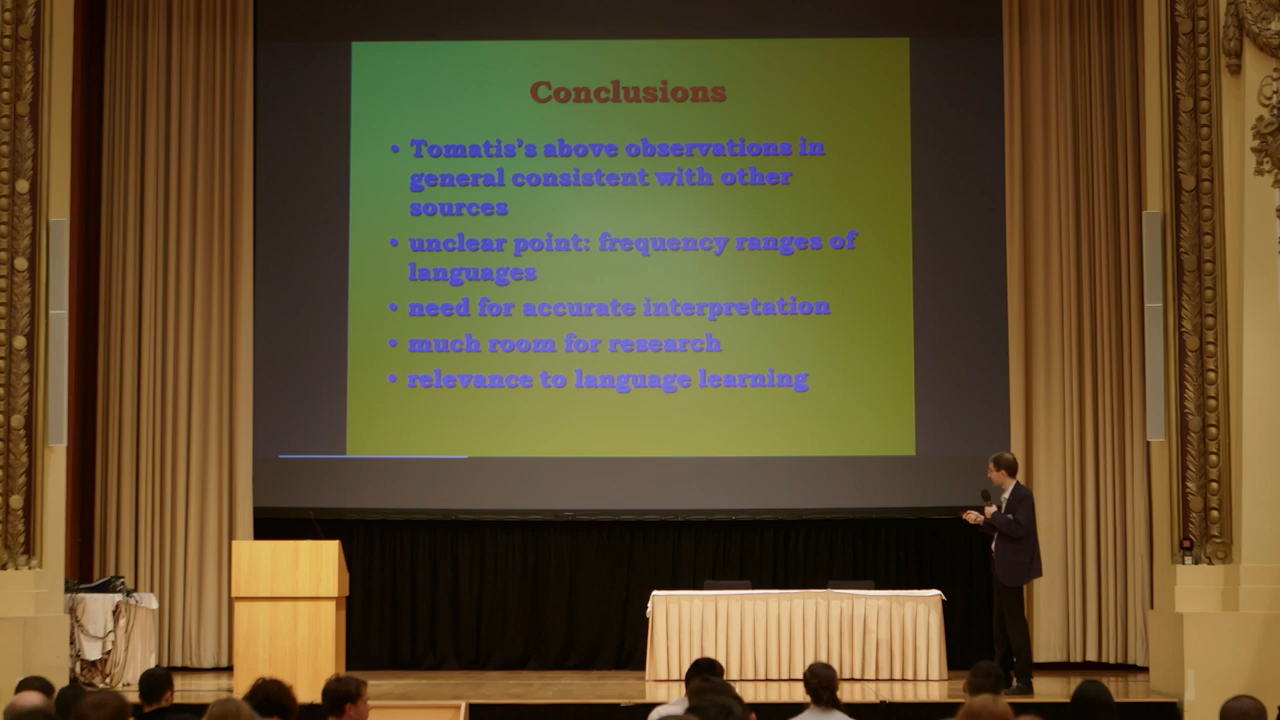 Conclusions
• Tomatis's above observations in
general consistent with other
sources
• unclear point: frequency ranges of
languages
• need for accurate interpretation
• much room for research
• relevance to language learning